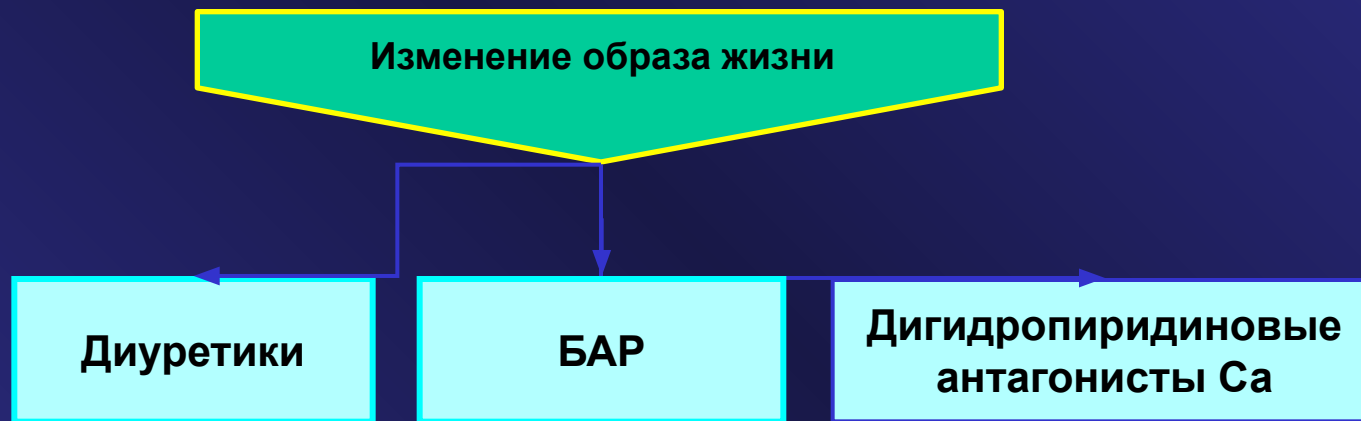 Изменение образа жизни
Диуретики
БАР
Дигидропиридиновые
антагонисты Са